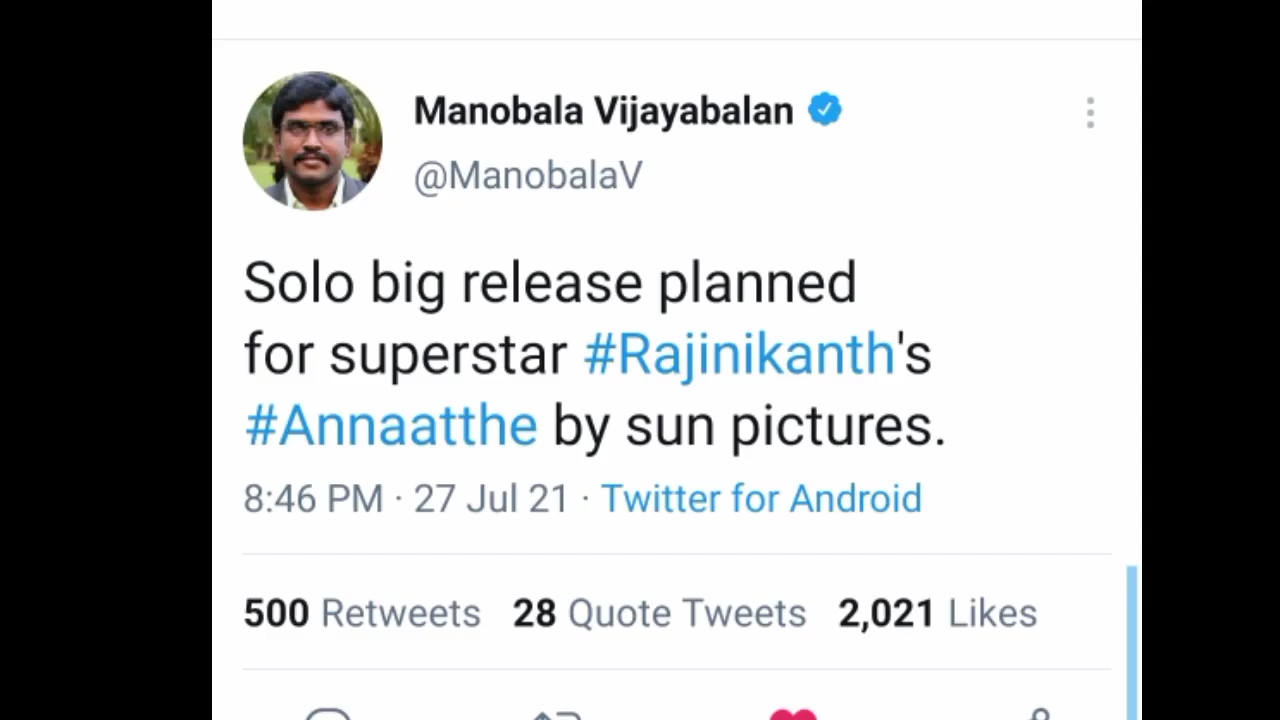 Manobala Vijayabalan
@ManobalaV
Solo big release planned
for superstar #Rajinikanth's
#Annaatthe by sun pictures.
8:46 PM · 27 Jul 21 · Twitter for Android
500 Retweets 28 Quote Tweets 2,021 Likes